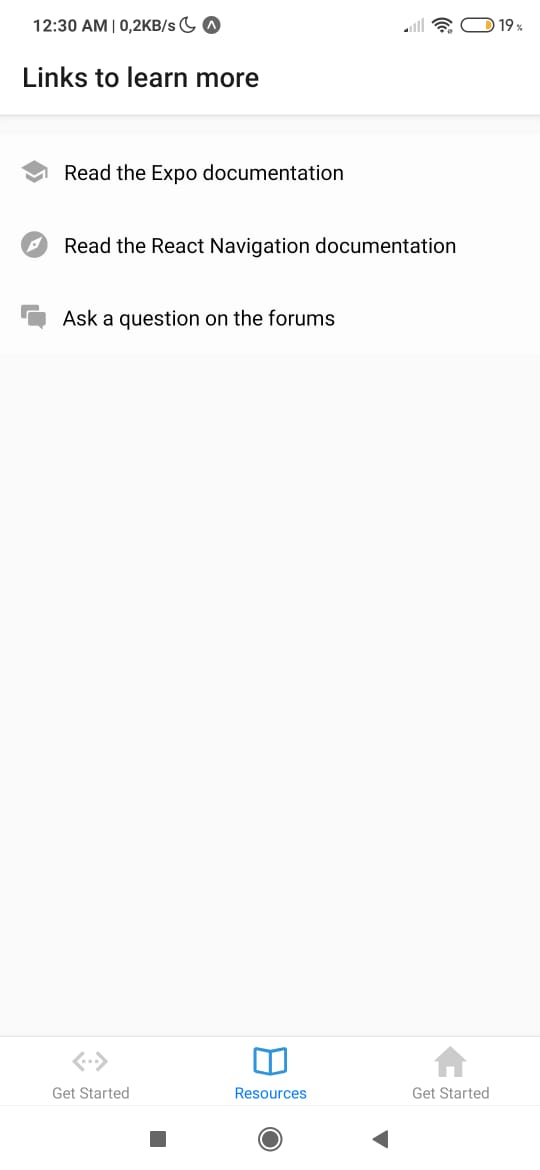 12:30 AM | 0,2KB/s
19 %
Links to learn more
Read the Expo documentation
Read the React Navigation documentation
Ask a question on the forums
Get Started
Resources
Get Started